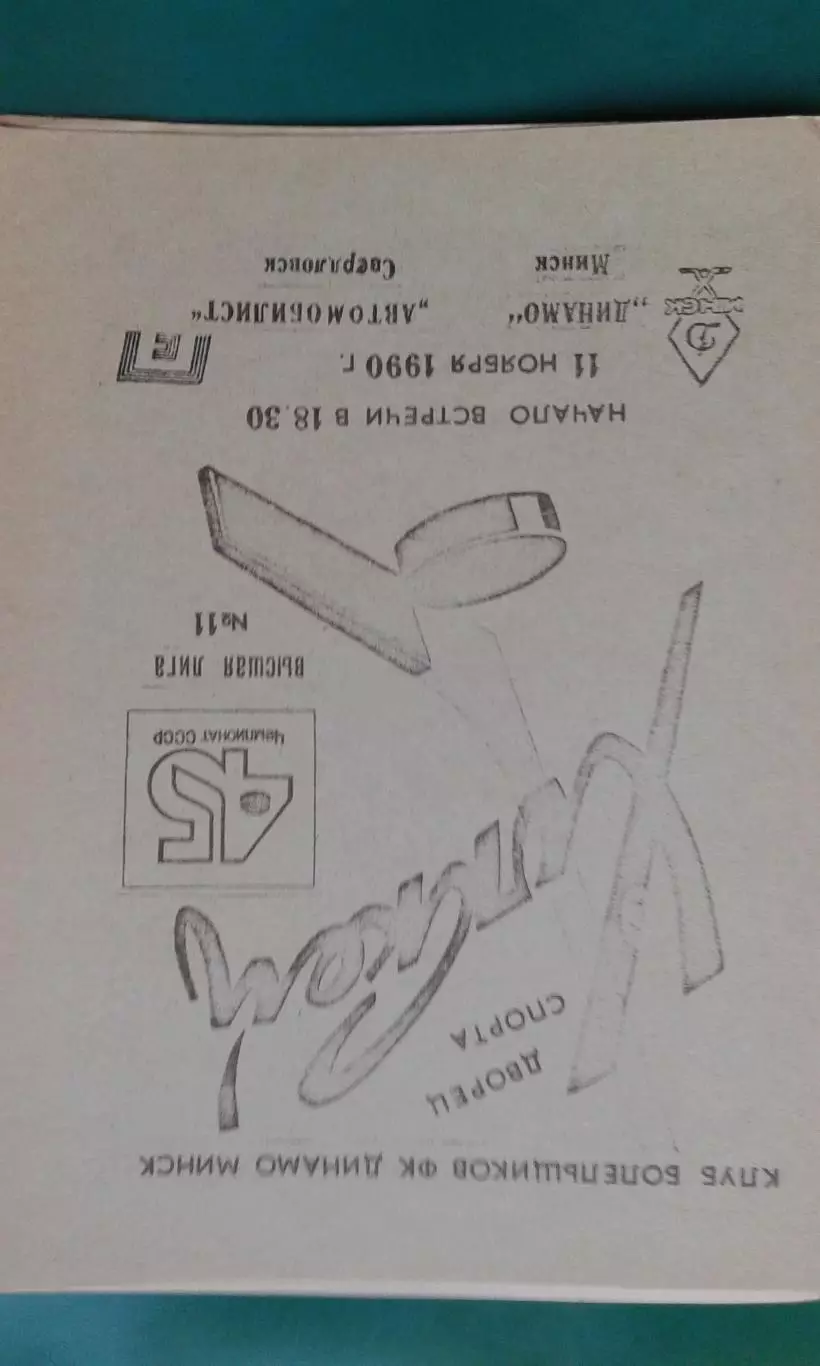 КЛУБ БОЛЕЛЬЩИКОВ ФК ДИНАМО МИНСК
ДВОРЕЦ
СПОРТА
Хоккей
45
Чемпионат СССР
ВЫСШАЯ ЛИГА
№11
НАЧАЛО ВСТРЕЧИ В 18.30
11 НОЯБРЯ 1990 г.
Д
МІНСК
„ДИНАМО“ „АВТОМОБИЛИСТ“
Минск Свердловск